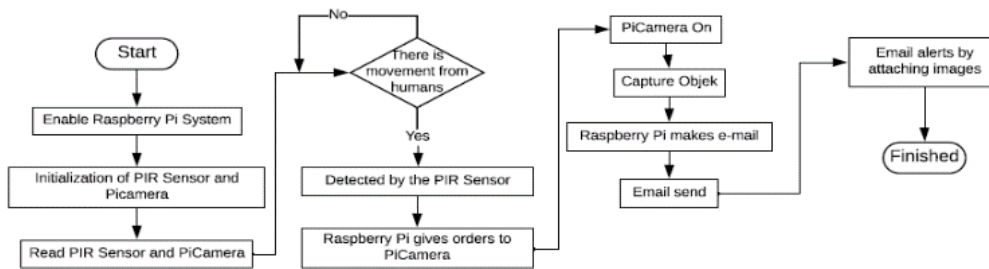 Start
Enable Raspberry Pi System
Initialization of PIR Sensor and
Picamera
Read PIR Sensor and PiCamera
No
There is
movement from
humans
Yes
Detected by the PIR Sensor
Raspberry Pi gives orders to
PiCamera
PiCamera On
Capture Objek
Raspberry Pi makes e-mail
Email send
Email alerts by
attaching images
Finished